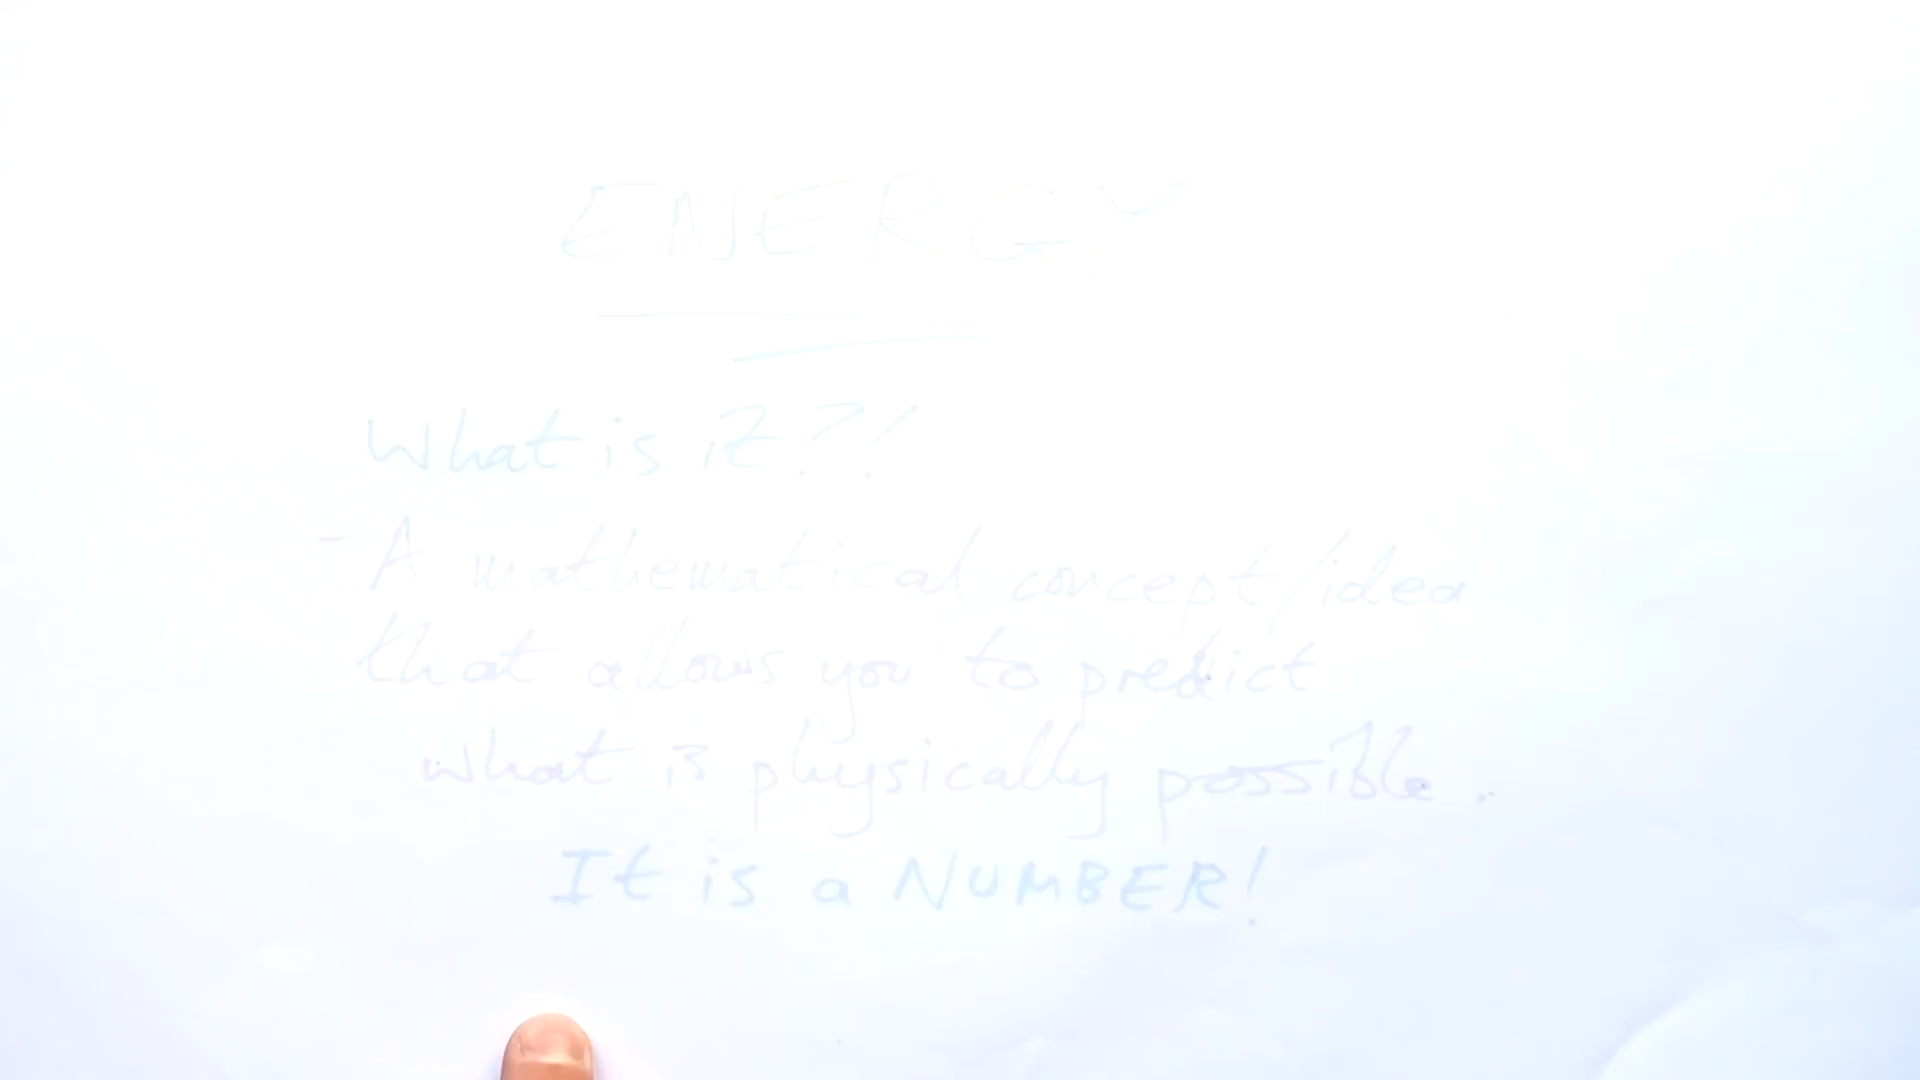 ENERGY
What is it??!
- A mathematical concept/idea
that allows you to predict
what is physically possible.
It is a NUMBER!